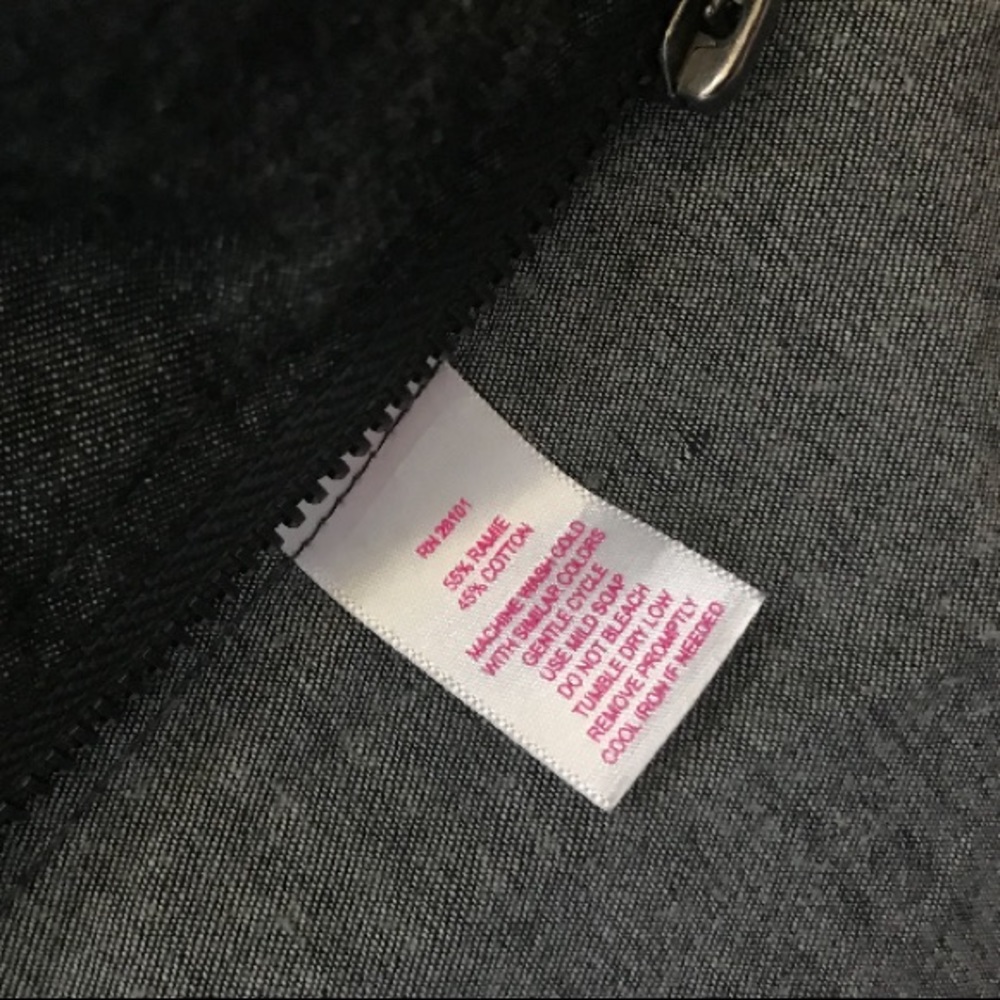 RN 28101
55% RAMIE
45% COTTON
MACHINE WASH COLD
WITH SIMILAR COLORS
GENTLE CYCLE
USE MILD SOAP
DO NOT BLEACH
TUMBLE DRY LOW
REMOVE PROMPTLY
COOL IRON IF NEEDED